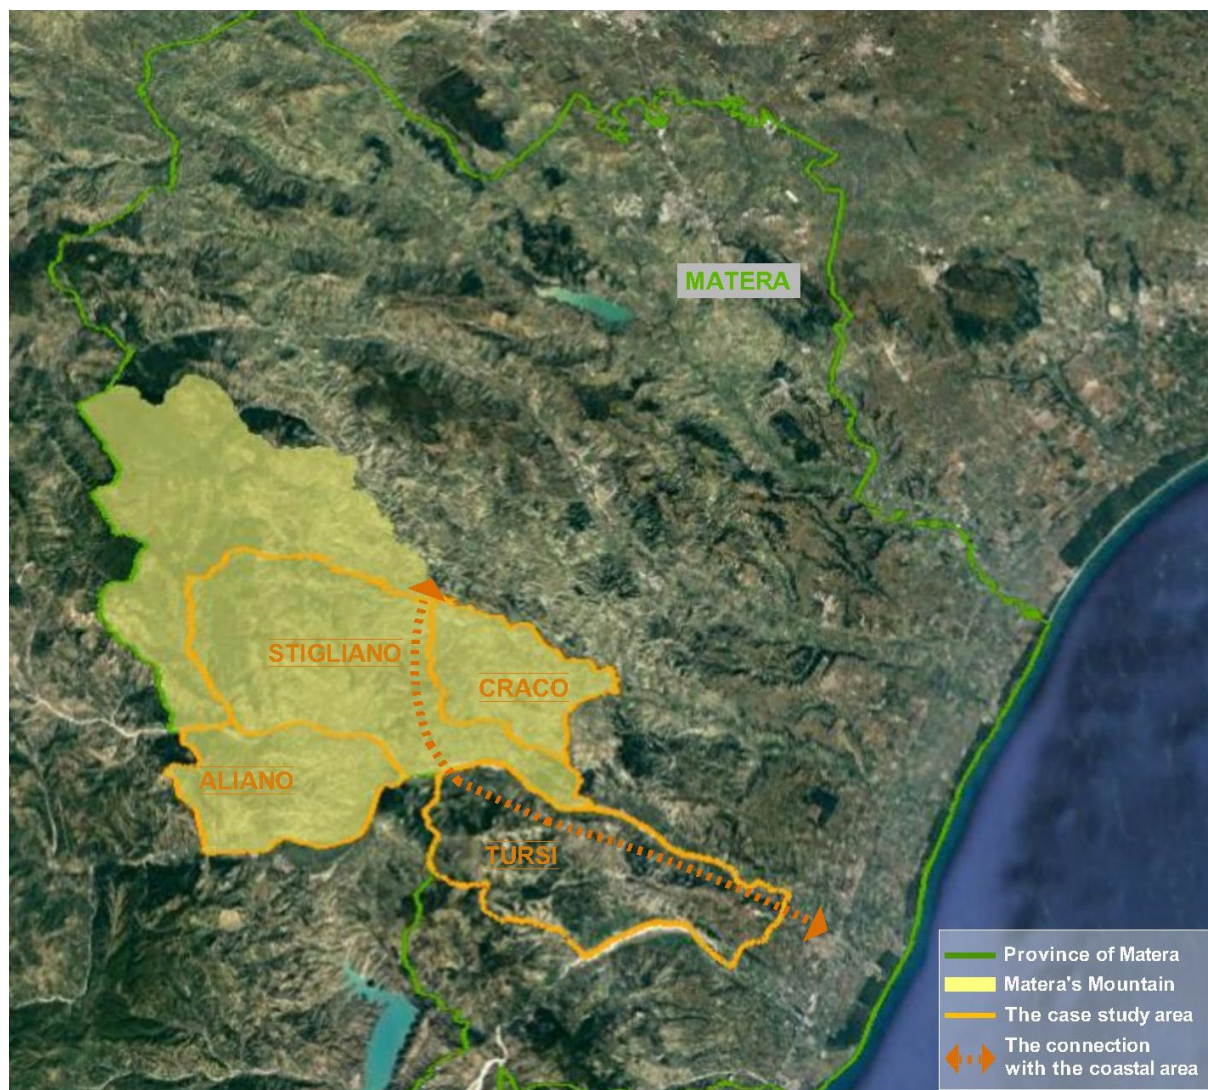 MATERA
STIGLIANO
CRACO
ALIANO
TURSI
Province of Matera
Matera's Mountain
The case study area
The connection
with the coastal area